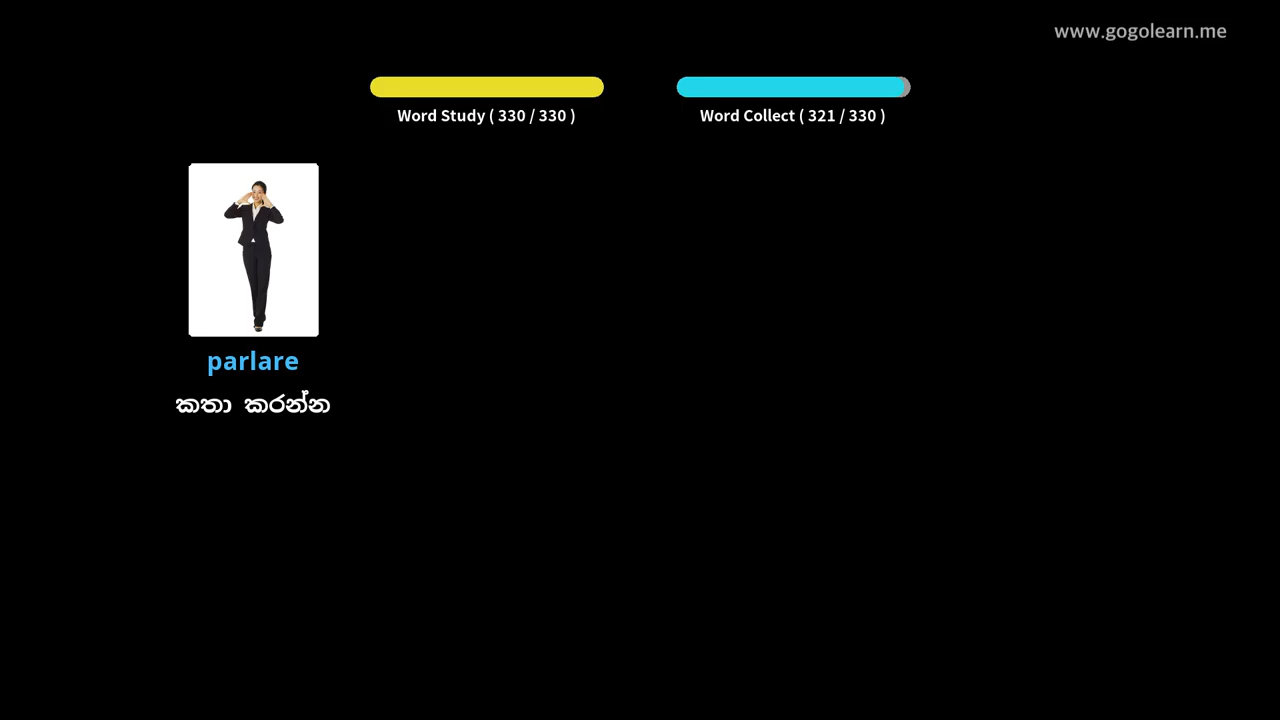 www.gogolearn.me
Word Study ( 330 / 330 )
Word Collect ( 321 / 330 )
parlare
කතා කරන්න